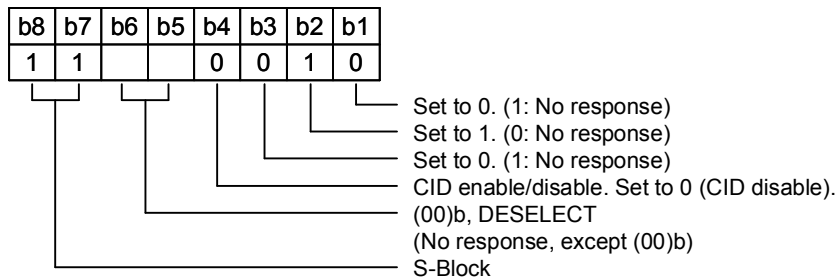 b8 b7 b6 b5 b4 b3 b2 b1
1 1 0 0 1 0
Set to 0. (1: No response)
Set to 1. (0: No response)
Set to 0. (1: No response)
CID enable/disable. Set to 0 (CID disable).
(00)b, DESELECT
(No response, except (00)b)
S-Block